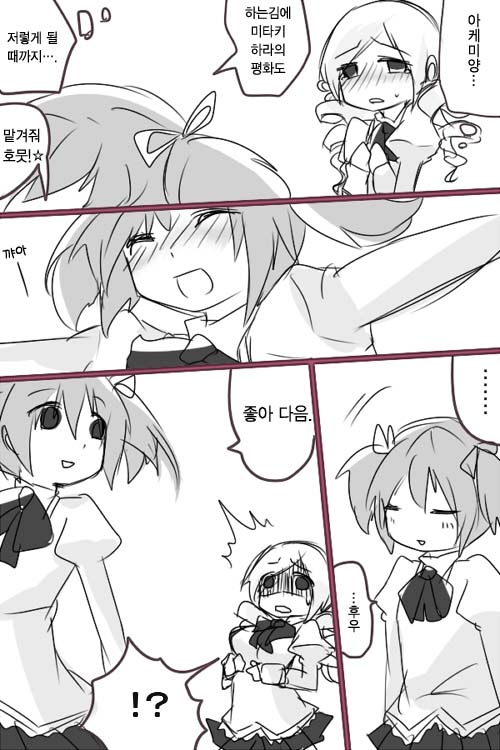 아케미양…
하는김에
미타키
하라의
평화도
저렇게 될
때까지….
맡겨줘
호뭇!☆
꺄아
―
……
…후우
좋아 다음.
!?